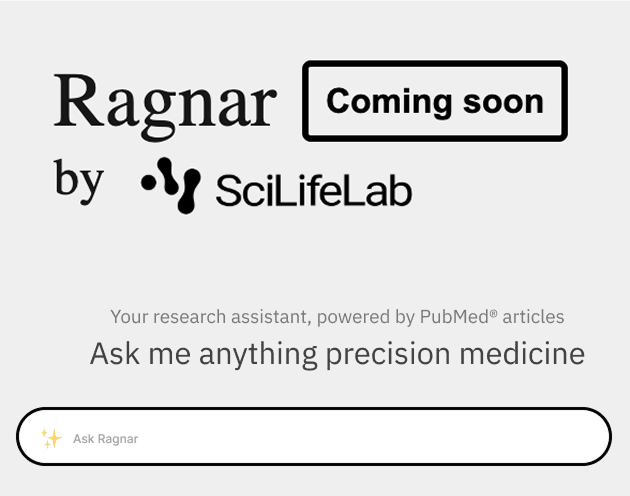 Ragnar Coming soon
by SciLifeLab
Your research assistant, powered by PubMed® articles
Ask me anything precision medicine
Ask Ragnar